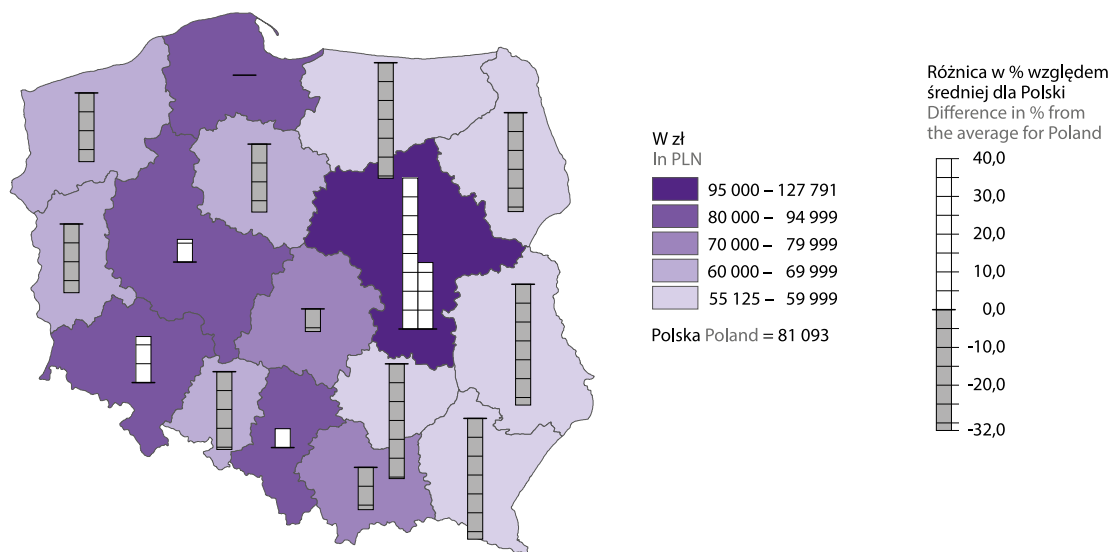 W zł
In PLN
95 000 – 127 791
80 000 – 94 999
70 000 – 79 999
60 000 – 69 999
55 125 – 59 999
Polska Poland = 81 093
Różnica w % względem
średniej dla Polski
Difference in % from
the average for Poland
40,0
30,0
20,0
10,0
0,0
-10,0
-20,0
-32,0